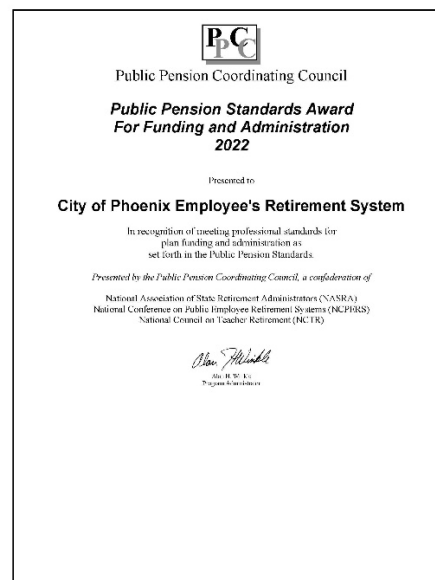 PPCC
Public Pension Coordinating Council
Public Pension Standards Award
For Funding and Administration
2022
Presented to
City of Phoenix Employee's Retirement System
In recognition of meeting professional standards for
plan funding and administration as
set forth in the Public Pension Standards.
Presented by the Public Pension Coordinating Council, a confederation of
National Association of State Retirement Administrators (NASRA)
National Conference on Public Employee Retirement Systems (NCPERS)
National Council on Teacher Retirement (NCTR)
Alan H. Winkle
Program Administrator